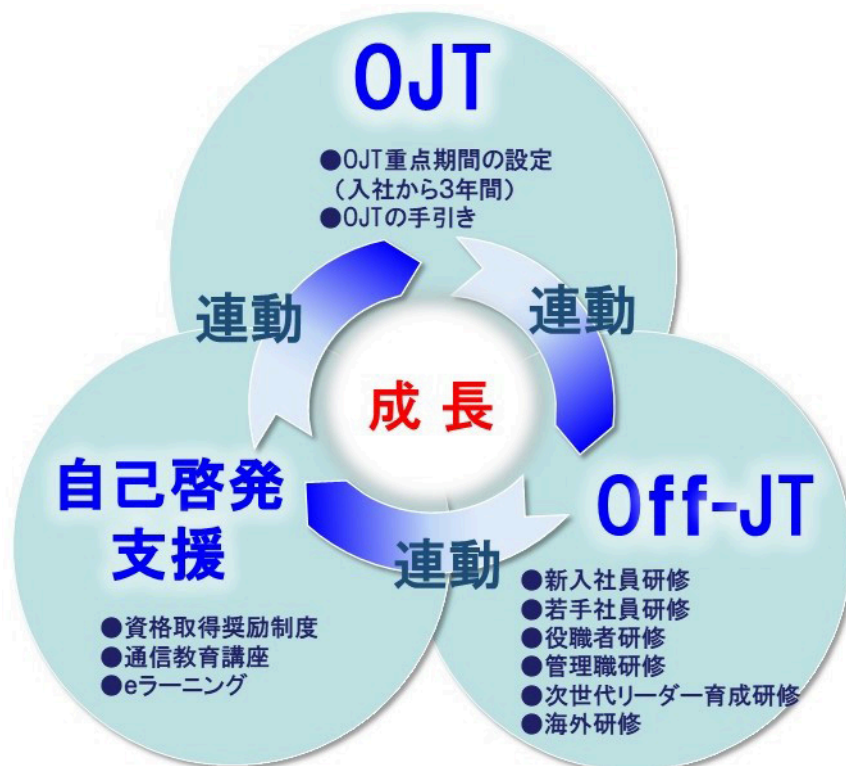 OJT
●OJT重点期間の設定
（入社から3年間）
●OJTの手引き
連動
連動
成長
自己啓発
支援
●資格取得奨励制度
●通信教育講座
●eラーニング
連動
Off-JT
●新入社員研修
●若手社員研修
●役職者研修
●管理職研修
●次世代リーダー育成研修
●海外研修